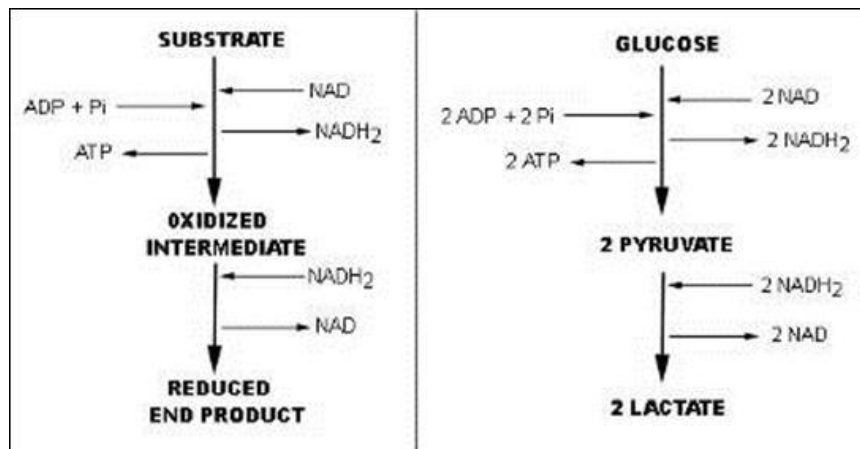 SUBSTRATE
NAD
ADP + Pi
NADH2
ATP
0XIDIZED
INTERMEDIATE
NADH2
NAD
REDUCED
END PRODUCT
GLUCOSE
2 NAD
2 ADP + 2 Pi
2 NADH2
2 ATP
2 PYRUVATE
2 NADH2
2 NAD
2 LACTATE